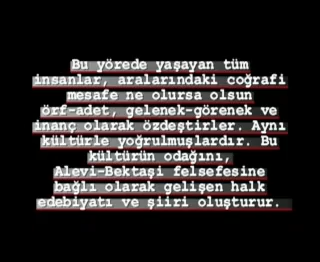 Bu yörede yaşayan tüm
insanlar, aralarındaki coğrafi
mesafe ne olursa olsun
örf-adet, gelenek-görenek ve
inanç olarak özdeştirler. Aynı
kültürle yoğrulmuşlardır. Bu
kültürün odağını,
Alevi-Bektaşi felsefesine
bağlı olarak gelişen halk
edebiyatı ve şiiri oluşturur.